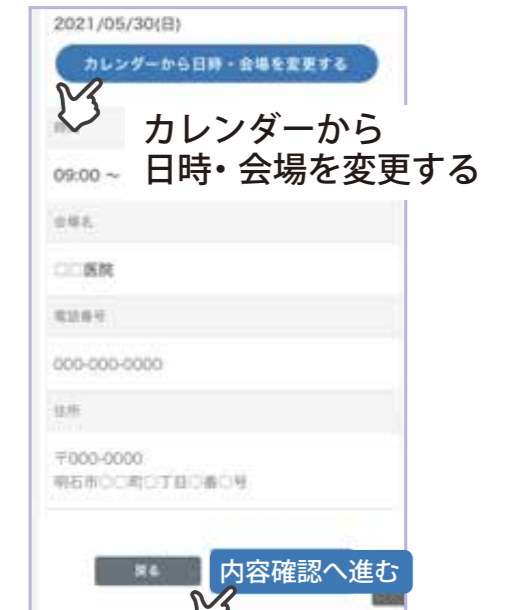 2021/05/30(日)
カレンダーから日時・会場を変更する
カレンダーから
日時・会場を変更する
09:00 ~
会場名
□□医院
電話番号
000-000-0000
住所
〒000-0000
明石市○○町○丁目○番○号
戻る
内容確認へ進む